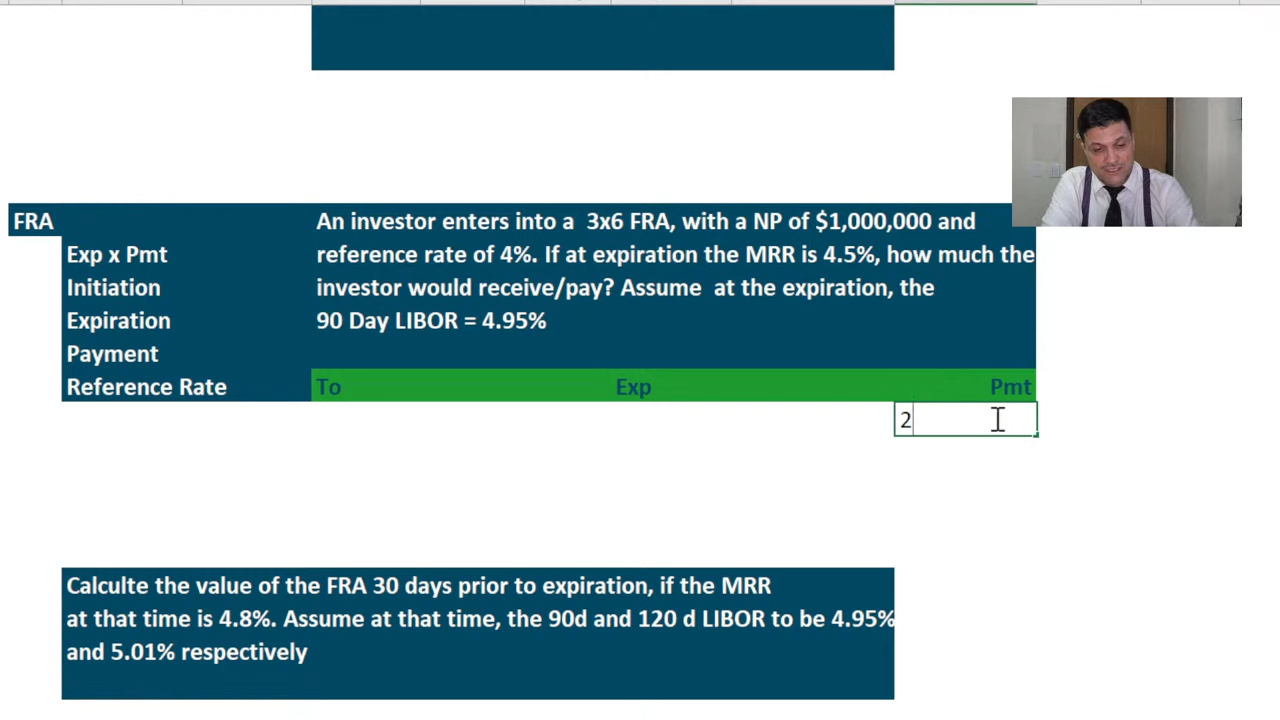 FRA
An investor enters into a 3x6 FRA, with a NP of $1,000,000 and
Exp x Pmt
reference rate of 4%. If at expiration the MRR is 4.5%, how much the
Initiation
investor would receive/pay? Assume at the expiration, the
Expiration
90 Day LIBOR = 4.95%
Payment
Reference Rate
To
Exp
Pmt
2
Calculte the value of the FRA 30 days prior to expiration, if the MRR
at that time is 4.8%. Assume at that time, the 90d and 120 d LIBOR to be 4.95%
and 5.01% respectively